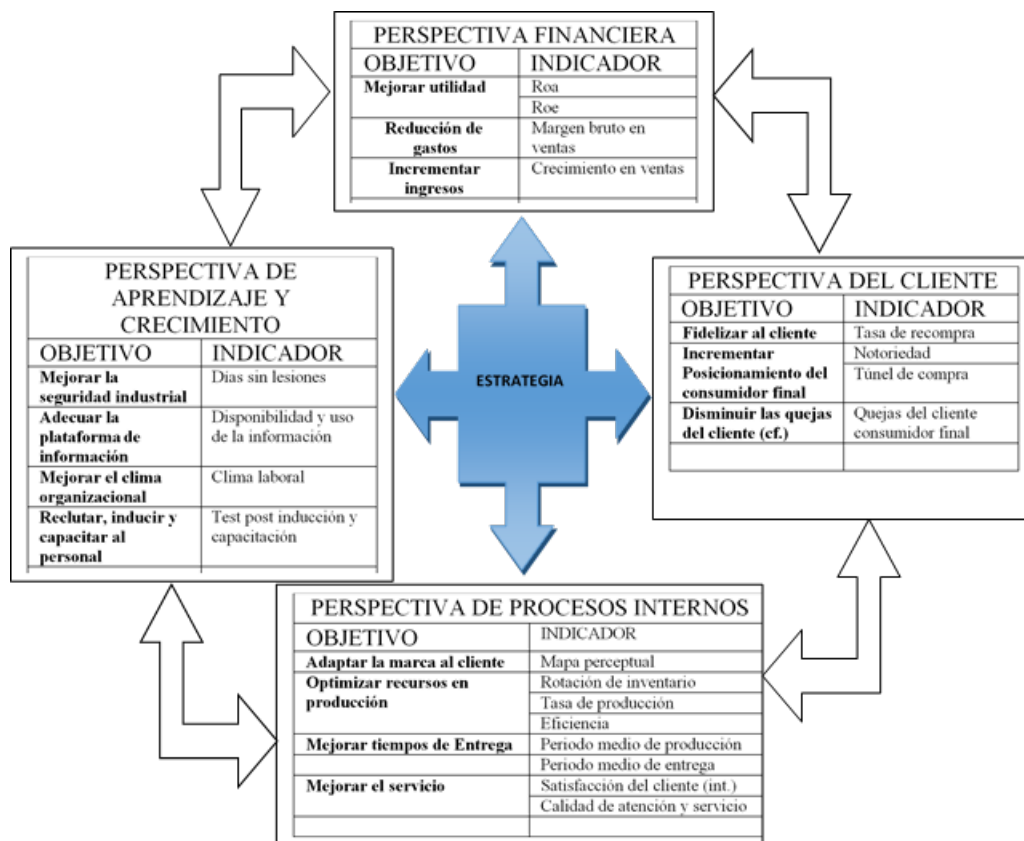 PERSPECTIVA FINANCIERA
OBJETIVO INDICADOR
Mejorar utilidad Roa
Roe
Reducción de Margen bruto en
gastos ventas
Incrementar Crecimiento en ventas
ingresos
PERSPECTIVA DE
APRENDIZAJE Y
CRECIMIENTO
OBJETIVO INDICADOR
Mejorar la Dias sin lesiones
seguridad industrial
Adecuar la Disponibilidad y uso
plataforma de de la información
información
Mejorar el clima Clima laboral
organizacional
Reclutar, inducir y Test post inducción y
capacitar al capacitación
personal
ESTRATEGIA
PERSPECTIVA DEL CLIENTE
OBJETIVO INDICADOR
Fidelizar al cliente Tasa de recompra
Incrementar Notoriedad
Posicionamiento del Túnel de compra
consumidor final
Disminuir las quejas Quejas del cliente
del cliente (cf.) consumidor final
PERSPECTIVA DE PROCESOS INTERNOS
OBJETIVO INDICADOR
Adaptar la marca al cliente Mapa perceptual
Optimizar recursos en Rotación de inventario
producción Tasa de producción
Eficiencia
Mejorar tiempos de Entrega Periodo medio de producción
Periodo medio de entrega
Mejorar el servicio Satisfacción del cliente (int.)
Calidad de atención y servicio